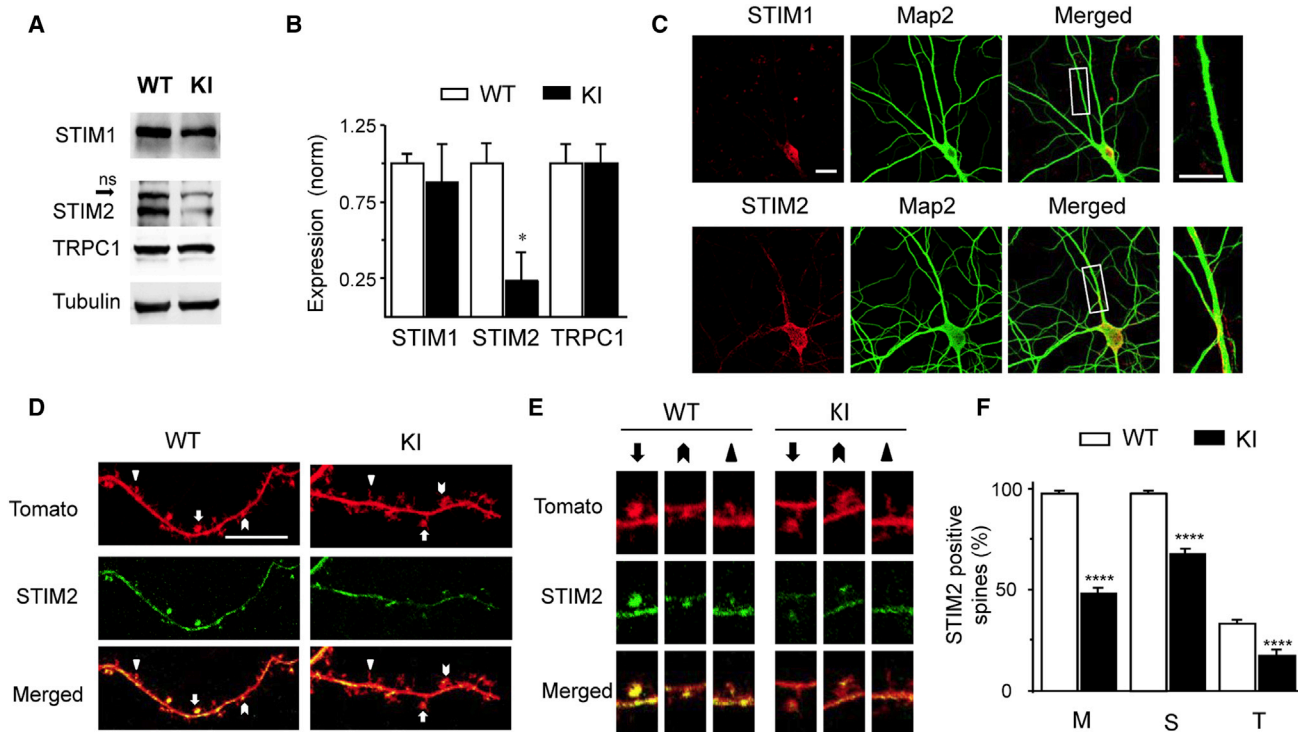 A
WT KI
STIM1
ns
STIM2
TRPC1
Tubulin
B
WT KI
Expression (norm)
1.25
0.75
0.25
*
STIM1 STIM2 TRPC1
C
STIM1 Map2 Merged
STIM2 Map2 Merged
D
WT KI
Tomato
STIM2
Merged
E
WT KI
Tomato
STIM2
Merged
F
WT KI
STIM2 positive
spines (%)
100
50
0
****
****
****
M S T